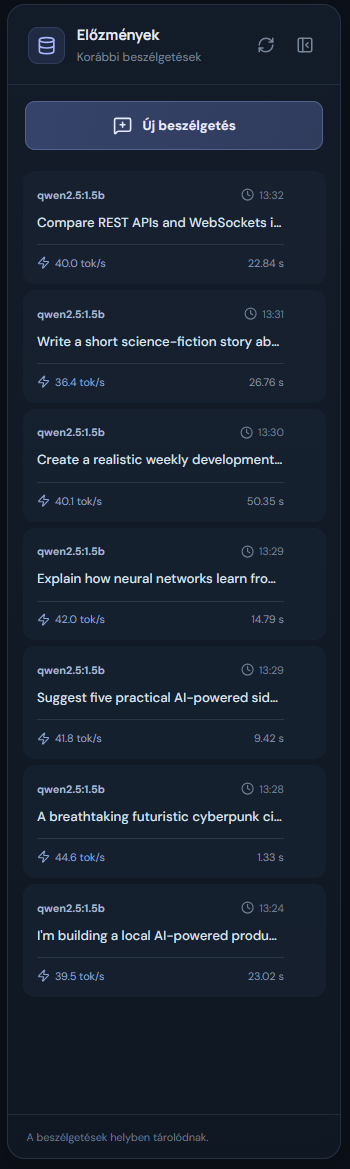 Előzmények
Korábbi beszélgetések
Új beszélgetés
qwen2.5:1.5b 13:32
Compare REST APIs and WebSockets i...
40.0 tok/s 22.84 s
qwen2.5:1.5b 13:31
Write a short science-fiction story ab...
36.4 tok/s 26.76 s
qwen2.5:1.5b 13:30
Create a realistic weekly development...
40.1 tok/s 50.35 s
qwen2.5:1.5b 13:29
Explain how neural networks learn fro...
42.0 tok/s 14.79 s
qwen2.5:1.5b 13:29
Suggest five practical AI-powered sid...
41.8 tok/s 9.42 s
qwen2.5:1.5b 13:28
A breathtaking futuristic cyberpunk ci...
44.6 tok/s 1.33 s
qwen2.5:1.5b 13:24
I'm building a local AI-powered produ...
39.5 tok/s 23.02 s
A beszélgetések helyben tárolódnak.